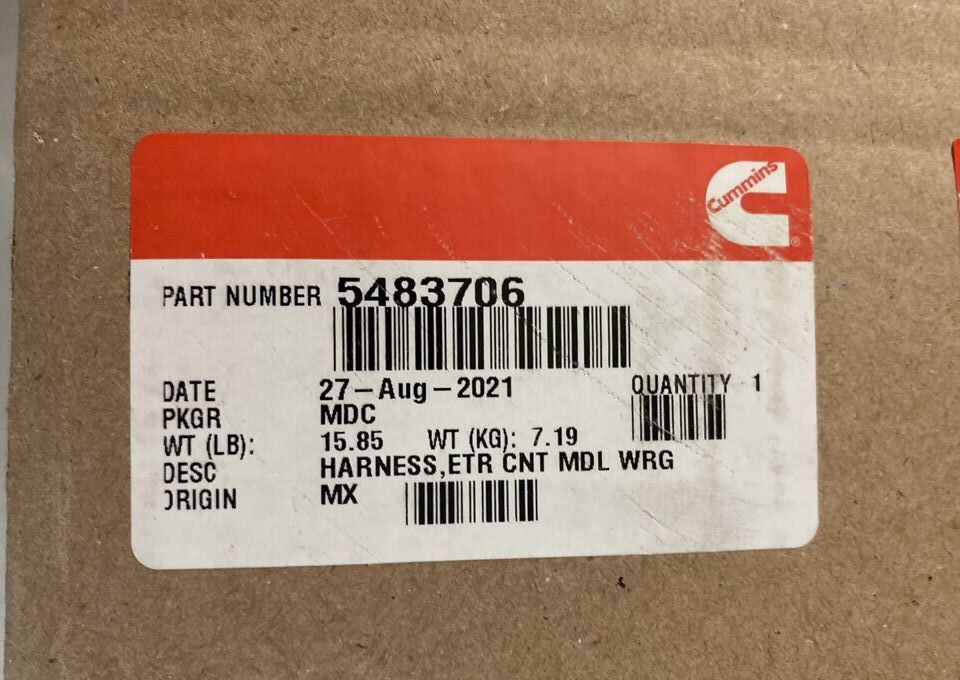 Cummins
®
PART NUMBER 5483706
DATE 27-Aug-2021 QUANTITY 1
PKGR MDC
WT (LB): 15.85 WT (KG): 7.19
DESC HARNESS,ETR CNT MDL WRG
ORIGIN MX